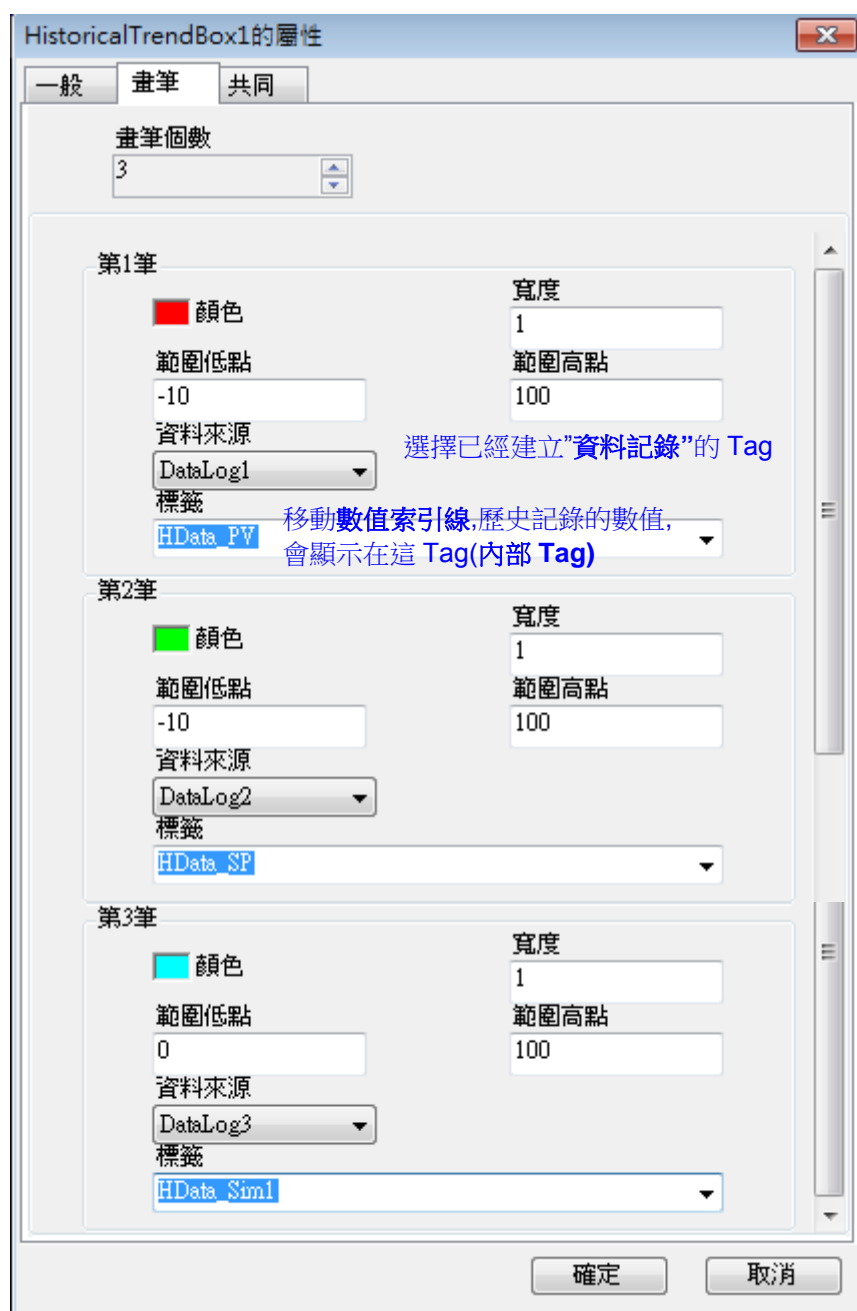 HistoricalTrendBox1的屬性
一般 畫筆 共同
畫筆個數
3
第1筆
顏色
寬度
1
範圍低點
範圍高點
-10
100
資料來源
選擇已經建立”資料記錄”的 Tag
DataLog1
標籤
移動數值索引線,歷史記錄的數值,
HData_PV
會顯示在這 Tag(內部 Tag)
第2筆
顏色
寬度
1
範圍低點
範圍高點
-10
100
資料來源
DataLog2
標籤
HData_SP
第3筆
顏色
寬度
1
範圍低點
範圍高點
0
100
資料來源
DataLog3
標籤
HData_Sim1
確定
取消